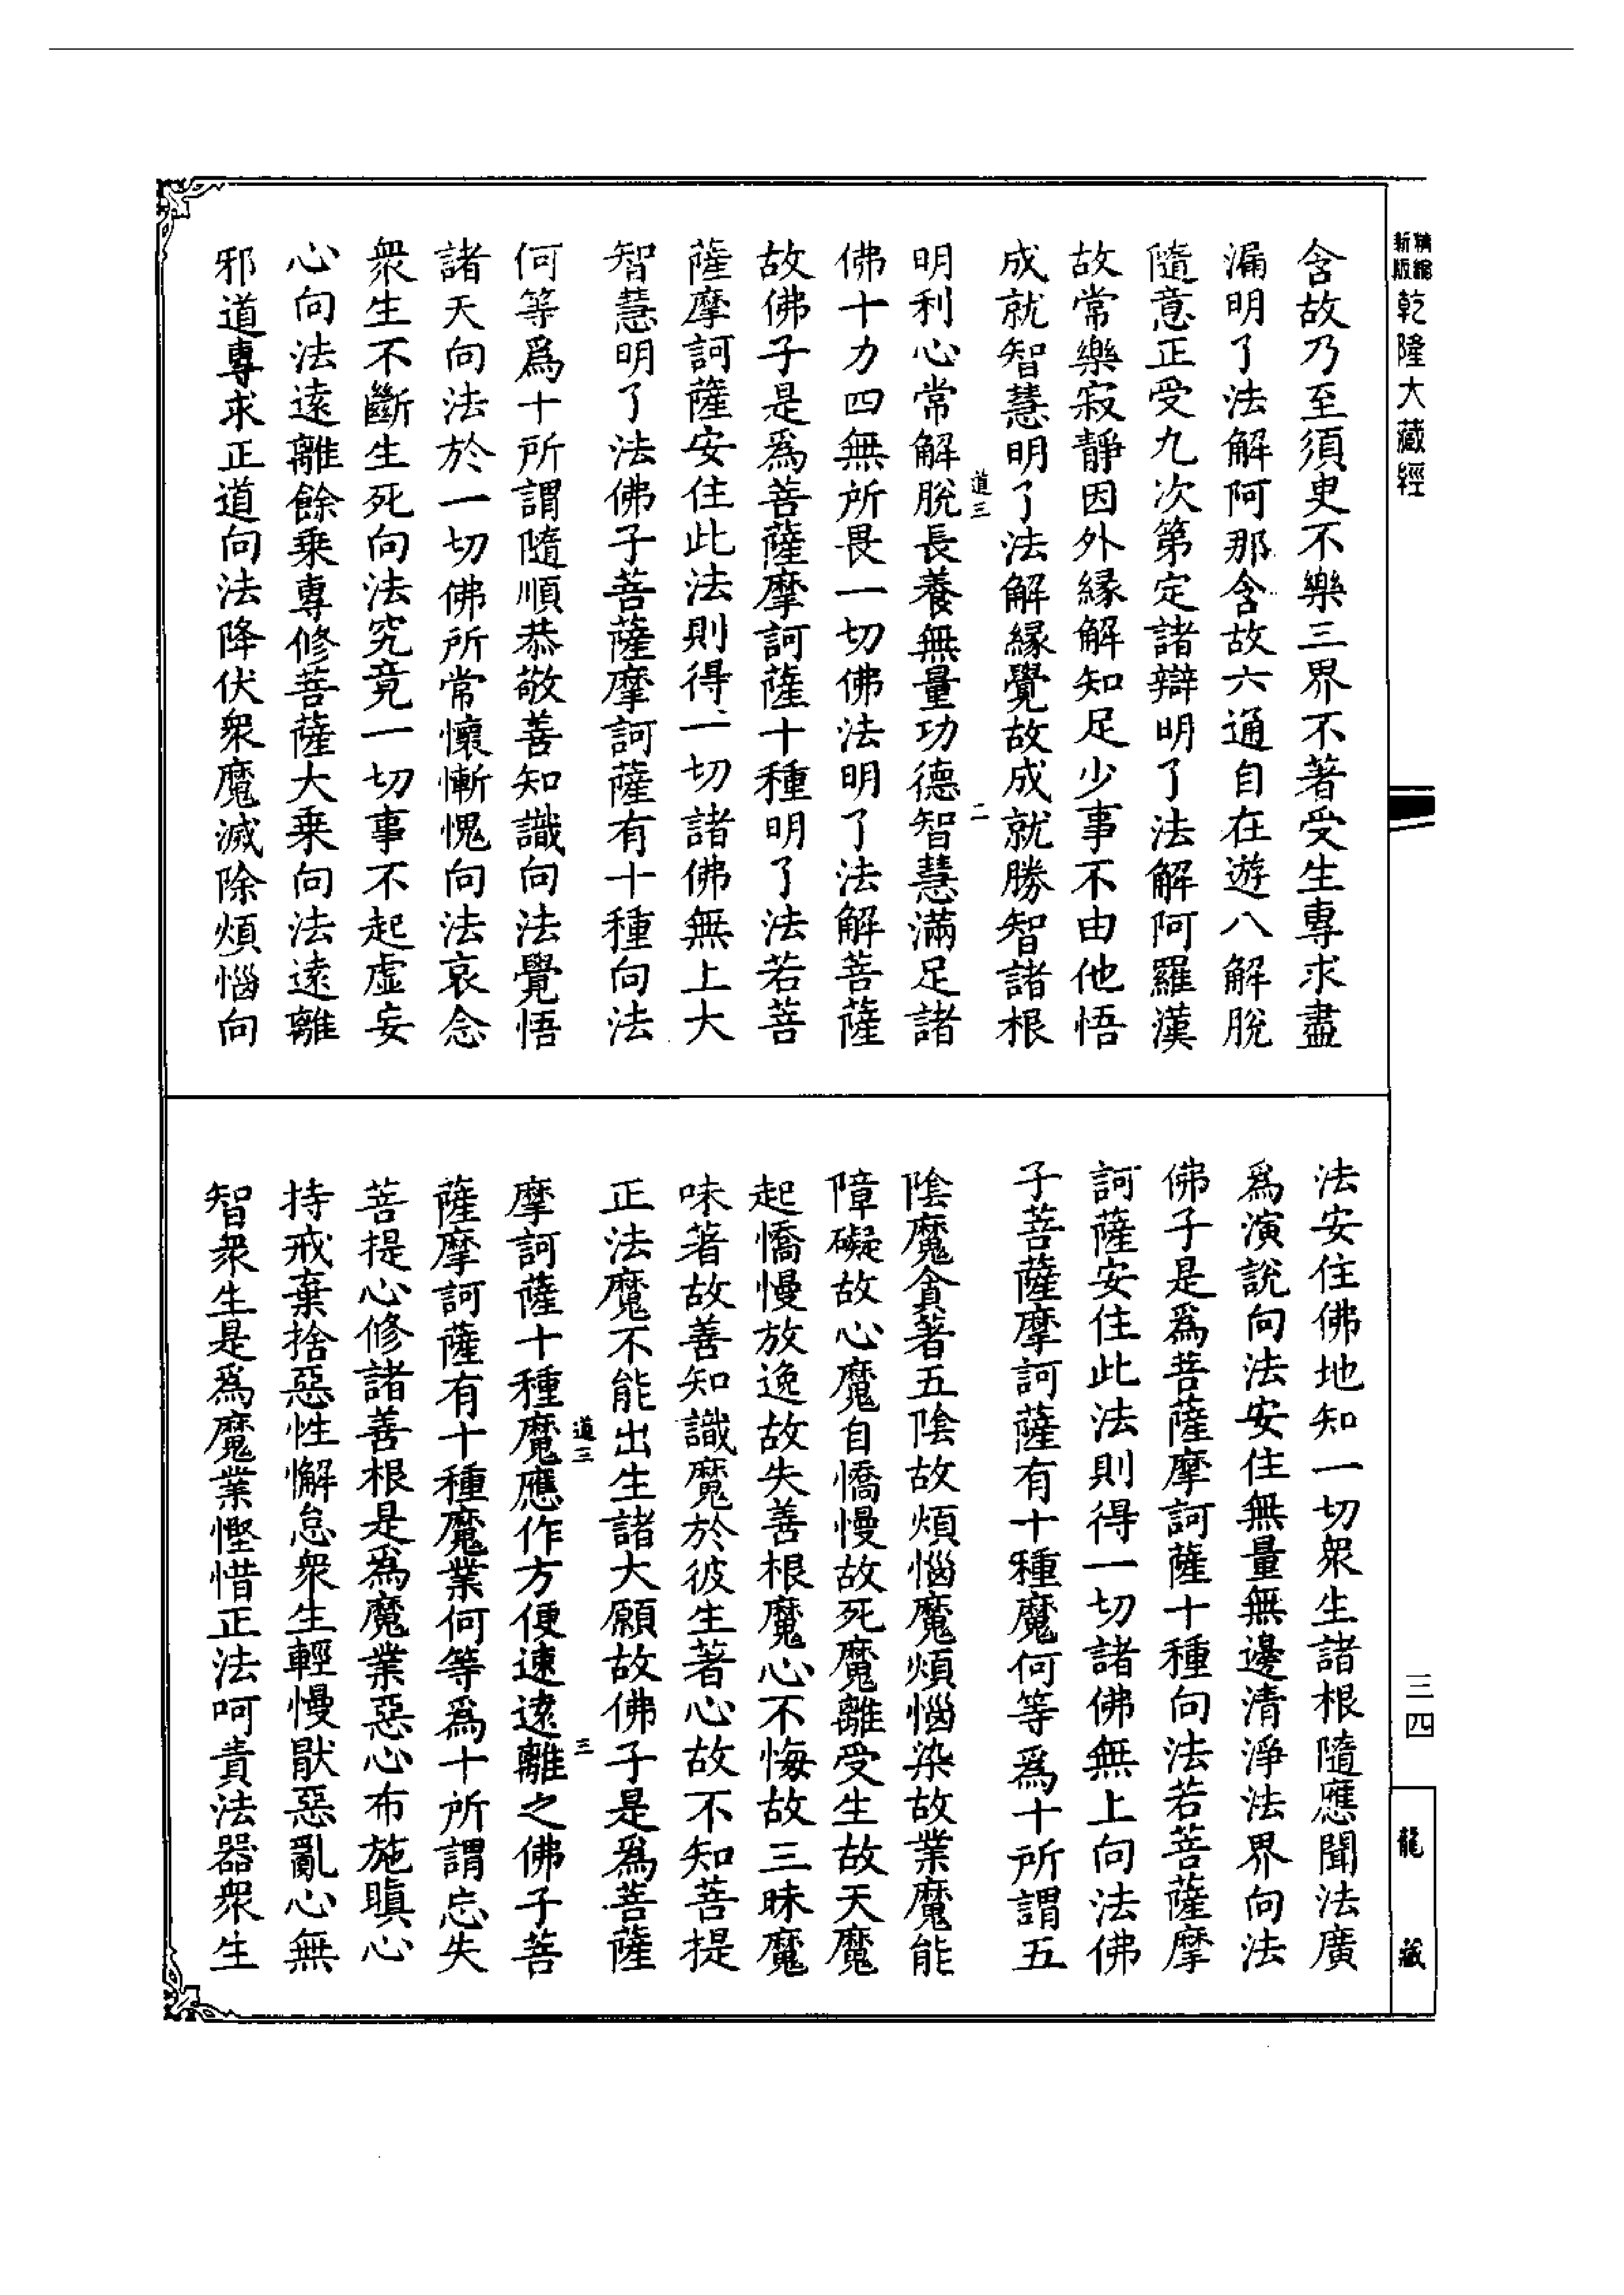 精縮新版
乾隆大藏經
含故乃至須㬰不樂三界不著受生專求盡
漏明了法解阿那含故六通自在遊八解脫
隨意正受九次第定諸辯明了法解阿羅漢
故常樂寂靜因外緣解知足少事不由他悟
成就智慧明了法解緣覺故成就勝智諸根
道三
二
明利心常解脫長養無量功德智慧滿足諸
佛十力四無所畏一切佛法明了法解菩薩
故佛子是爲菩薩摩訶薩十種明了法若菩
薩摩訶薩安住此法則得一切諸佛無上大
智慧明了法佛子菩薩摩訶薩有十種向法
何等爲十所謂隨順恭敬善知識向法覺悟
諸天向法於一切佛所常懷慚愧向法哀念
衆生不斷生死向法究竟一切事不起虛妄
心向法遠離餘乘專修菩薩大乘向法遠離
邪道專求正道向法降伏衆魔滅除煩惱向
三四
龍藏
法安住佛地知一切衆生諸根隨應聞法廣
爲演說向法安住無量無邊清淨法界向法
佛子是爲菩薩摩訶薩十種向法若菩薩摩
訶薩安住此法則得一切諸佛無上向法佛
子菩薩摩訶薩有十種魔何等爲十所謂五
陰魔貪著五陰故煩惱魔煩惱染故業魔能
障礙故心魔自憍慢故死魔離受生故天魔
起憍慢放逸故失善根魔心不悔故三昧魔
味著故善知識魔於彼生著心故不知菩提
正法魔不能出生諸大願故佛子是爲菩薩
道三
三
摩訶薩十種魔應作方便速遠離之佛子菩
薩摩訶薩有十種魔業何等爲十所謂忘失
菩提心修諸善根是爲魔業惡心布施瞋心
持戒棄捨惡性懈怠衆生輕慢猒惡亂心無
智衆生是爲魔業慳惜正法呵責法器衆生